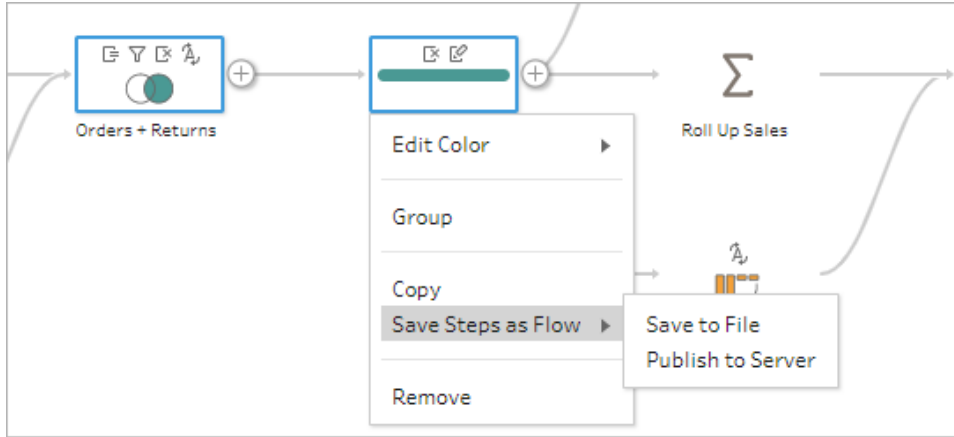 Orders + Returns
Roll Up Sales
Edit Color
Group
Copy
Save Steps as Flow
Save to File
Publish to Server
Remove